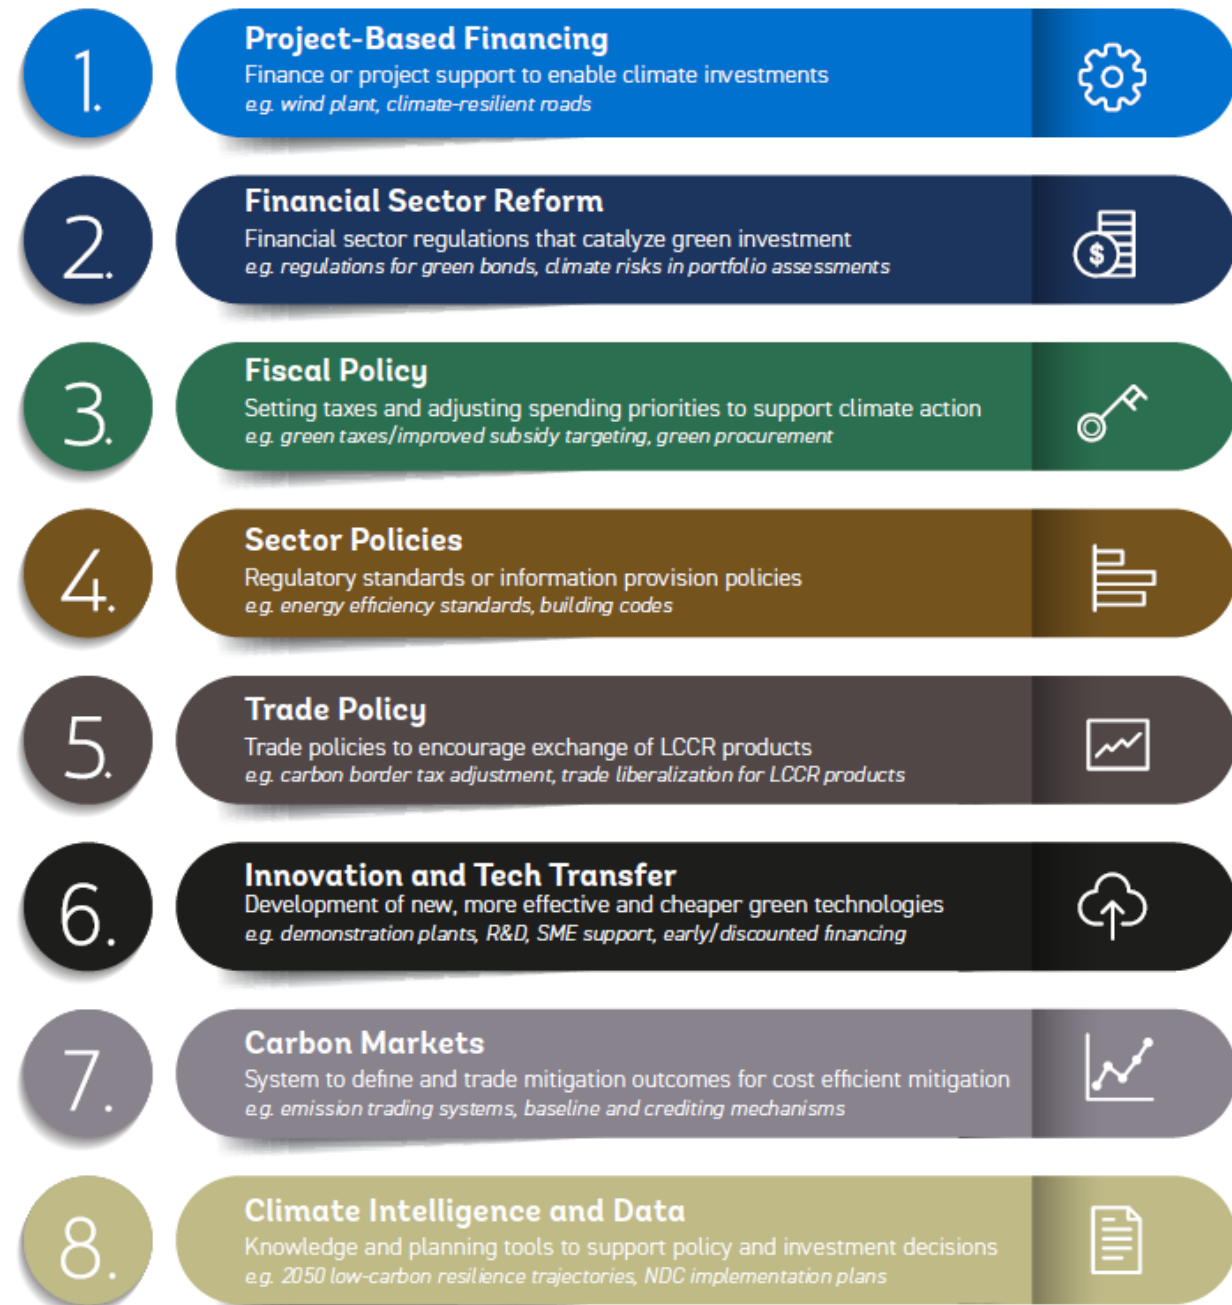 1.
Project-Based Financing
Finance or project support to enable climate investments
e.g. wind plant, climate-resilient roads
2.
Financial Sector Reform
Financial sector regulations that catalyze green investment
e.g. regulations for green bonds, climate risks in portfolio assessments
$
3.
Fiscal Policy
Setting taxes and adjusting spending priorities to support climate action
e.g. green taxes/improved subsidy targeting, green procurement
4.
Sector Policies
Regulatory standards or information provision policies
e.g. energy efficiency standards, building codes
5.
Trade Policy
Trade policies to encourage exchange of LCCR products
e.g. carbon border tax adjustment, trade liberalization for LCCR products
6.
Innovation and Tech Transfer
Development of new, more effective and cheaper green technologies
e.g. demonstration plants, R&D, SME support, early/discounted financing
7.
Carbon Markets
System to define and trade mitigation outcomes for cost efficient mitigation
e.g. emission trading systems, baseline and crediting mechanisms
8.
Climate Intelligence and Data
Knowledge and planning tools to support policy and investment decisions
e.g. 2050 low-carbon resilience trajectories, NDC implementation plans